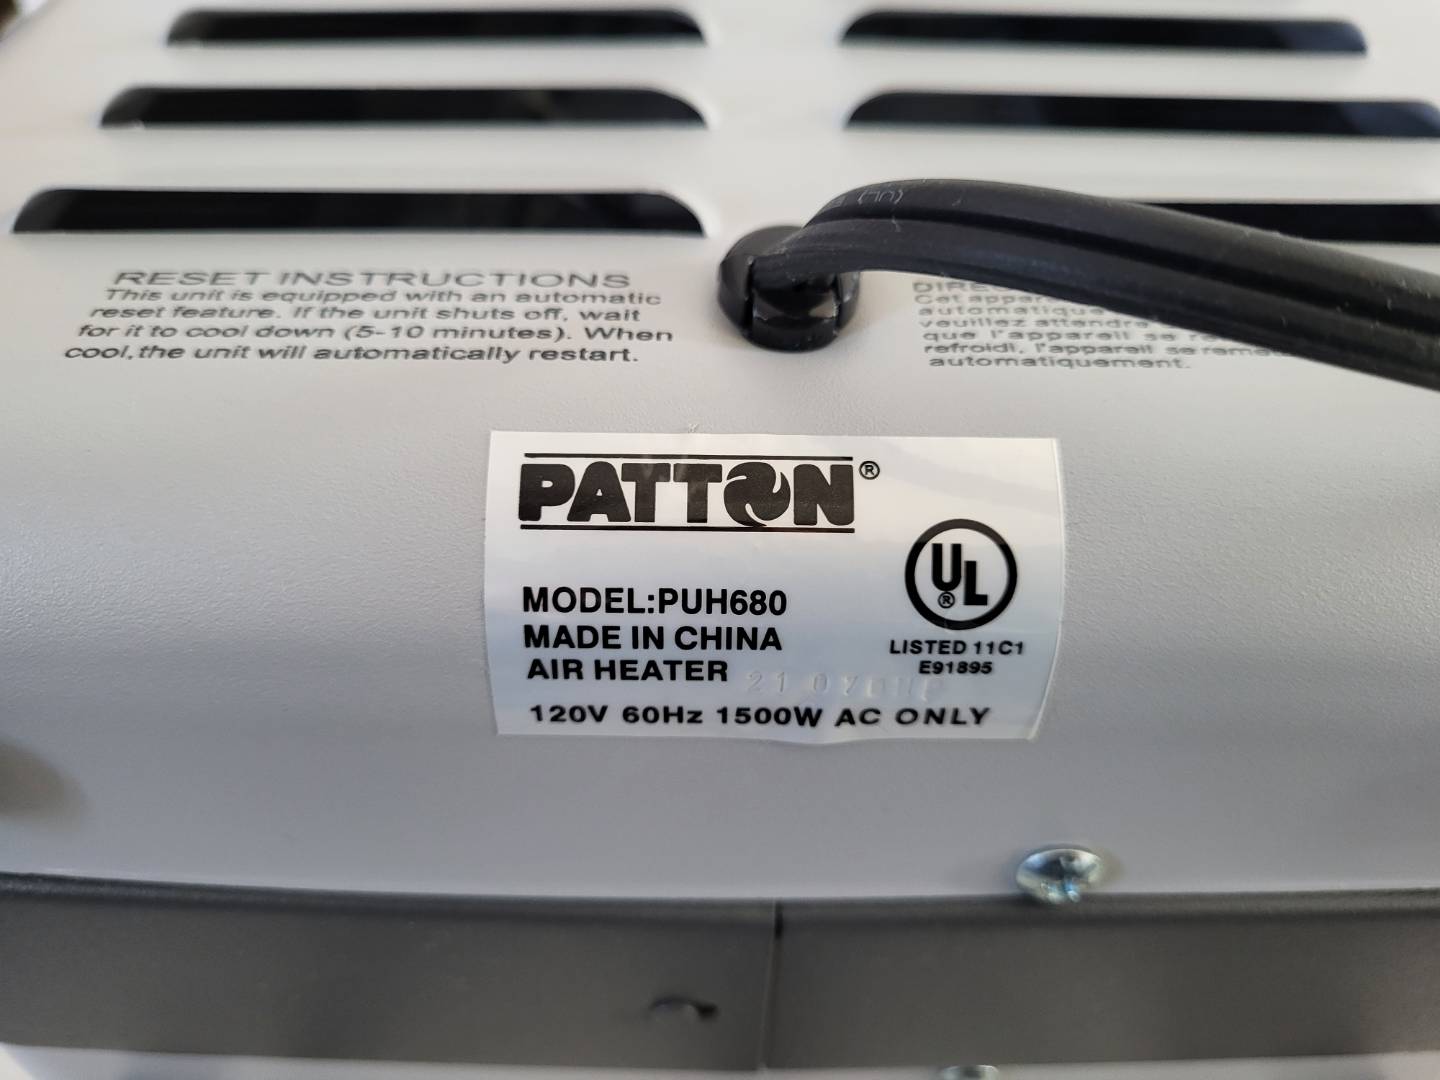 RESET INSTRUCTIONS
This unit is equipped with an automatic
reset feature. If the unit shuts off, wait
for it to cool down (5-10 minutes). When
cool, the unit will automatically restart.
Cet
automatique
veuillez attendre
que l'appareil se
refroidi, l'appareil se
automatiquement.
PATTON®
MODEL:PUH680
MADE IN CHINA
AIR HEATER
120V 60Hz 1500W AC ONLY
UL®
LISTED 11C1
E91895